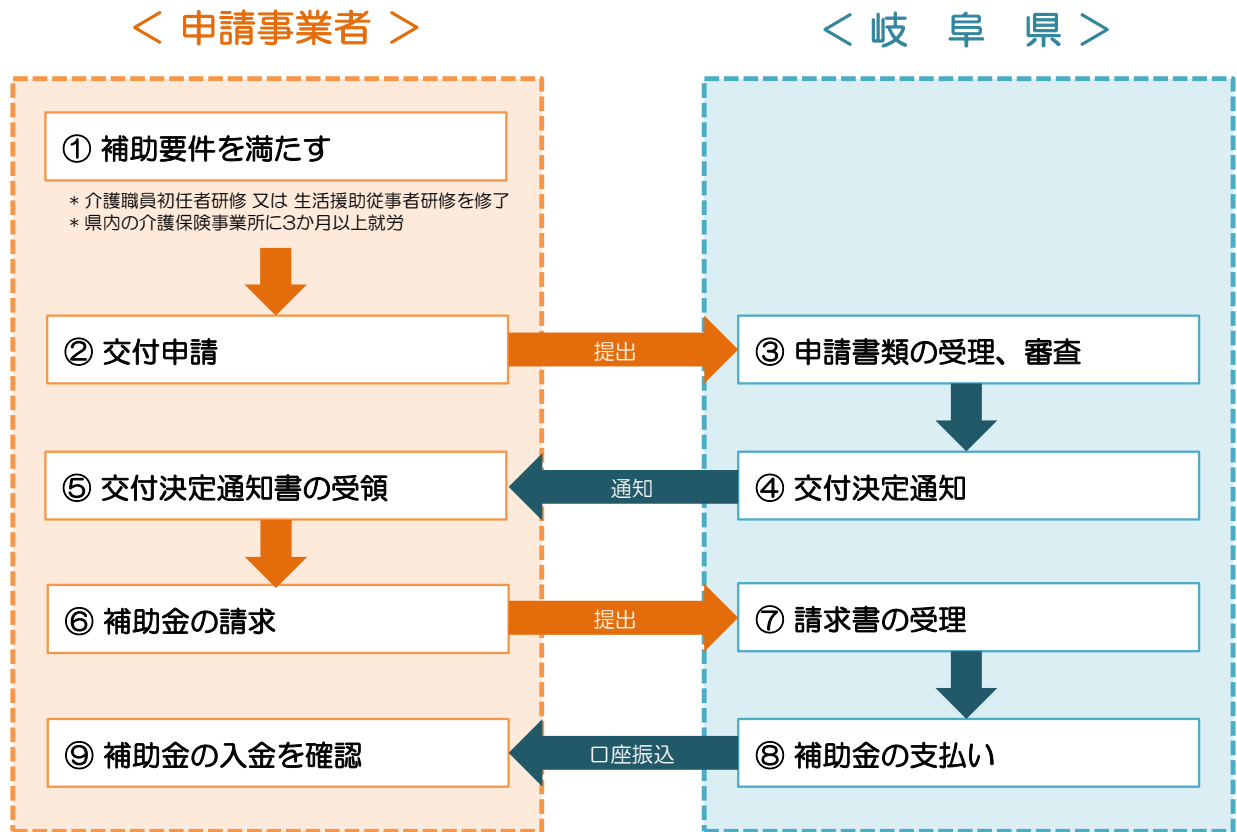 ＜ 申請事業者 ＞
＜ 岐 阜 県 ＞
① 補助要件を満たす
* 介護職員初任者研修 又は 生活援助従事者研修を修了
* 県内の介護保険事業所に3か月以上就労
② 交付申請
提出
③ 申請書類の受理、審査
⑤ 交付決定通知書の受領
通知
④ 交付決定通知
⑥ 補助金の請求
提出
⑦ 請求書の受理
⑨ 補助金の入金を確認
口座振込
⑧ 補助金の支払い